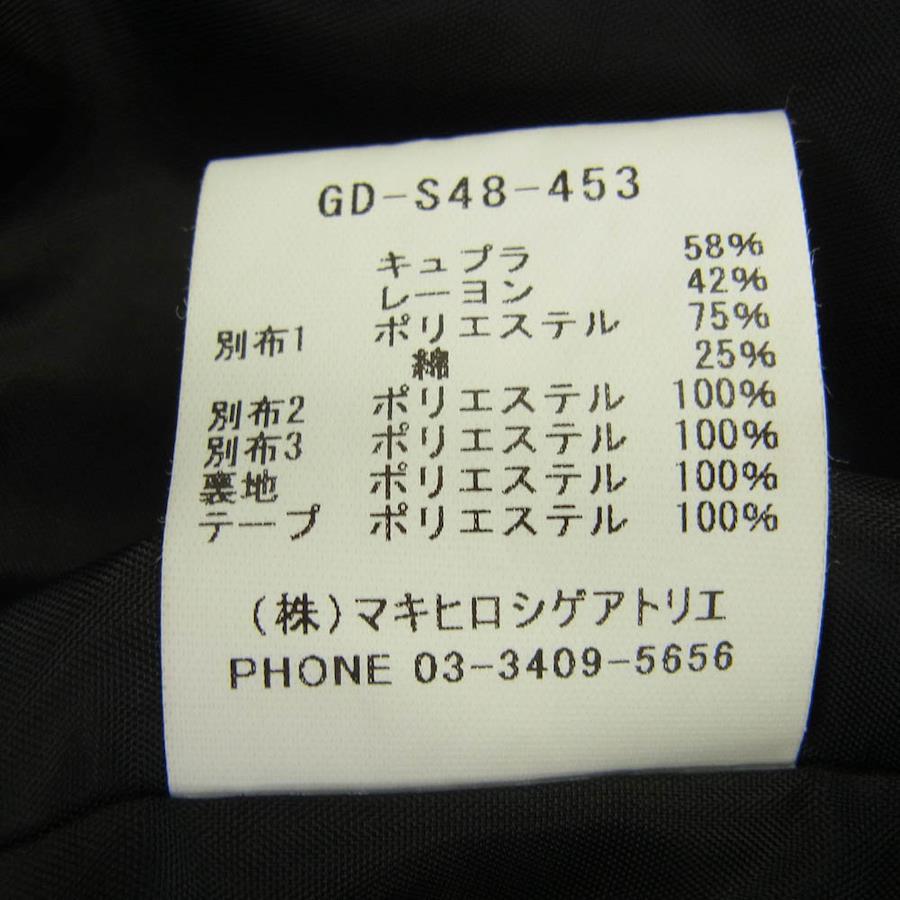 GD-S48-453
キュプラ 58%
レーヨン 42%
別布1 ポリエステル 75%
綿 25%
別布2 ポリエステル 100%
別布3 ポリエステル 100%
裏地 ポリエステル 100%
テープ ポリエステル 100%
(株)マキヒロシゲアトリエ
PHONE 03-3409-5656